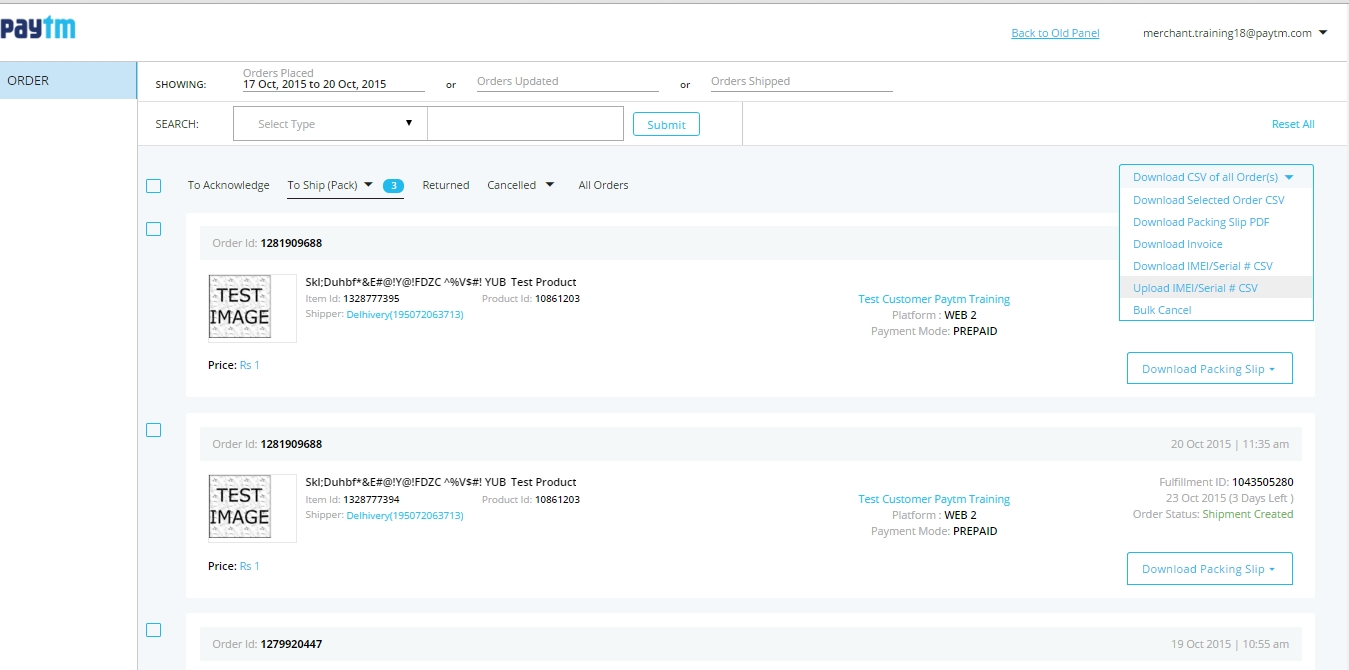 paytm
Back to Old Panel
merchant.training18@paytm.com
ORDER
SHOWING:
Orders Placed
17 Oct, 2015 to 20 Oct, 2015
or
Orders Updated
or
Orders Shipped
SEARCH:
Select Type
Submit
Reset All
To Acknowledge
To Ship (Pack)
3
Returned
Cancelled
All Orders
Download CSV of all Order(s)
Download Selected Order CSV
Download Packing Slip PDF
Download Invoice
Download IMEI/Serial # CSV
Upload IMEI/Serial # CSV
Bulk Cancel
Order Id: 1281909688
TEST
IMAGE
Skl;Duhbf*&E#@!Y@!FDZC ^%V$#! YUB Test Product
Item Id: 1328777395
Product Id: 10861203
Shipper: Delhivery(195072063713)
Test Customer Paytm Training
Platform : WEB 2
Payment Mode: PREPAID
Price: Rs 1
Download Packing Slip
Order Id: 1281909688
20 Oct 2015 | 11:35 am
TEST
IMAGE
Skl;Duhbf*&E#@!Y@!FDZC ^%V$#! YUB Test Product
Item Id: 1328777394
Product Id: 10861203
Shipper: Delhivery(195072063713)
Test Customer Paytm Training
Platform : WEB 2
Payment Mode: PREPAID
Fulfillment ID: 1043505280
23 Oct 2015 (3 Days Left )
Order Status: Shipment Created
Price: Rs 1
Download Packing Slip
Order Id: 1279920447
19 Oct 2015 | 10:55 am